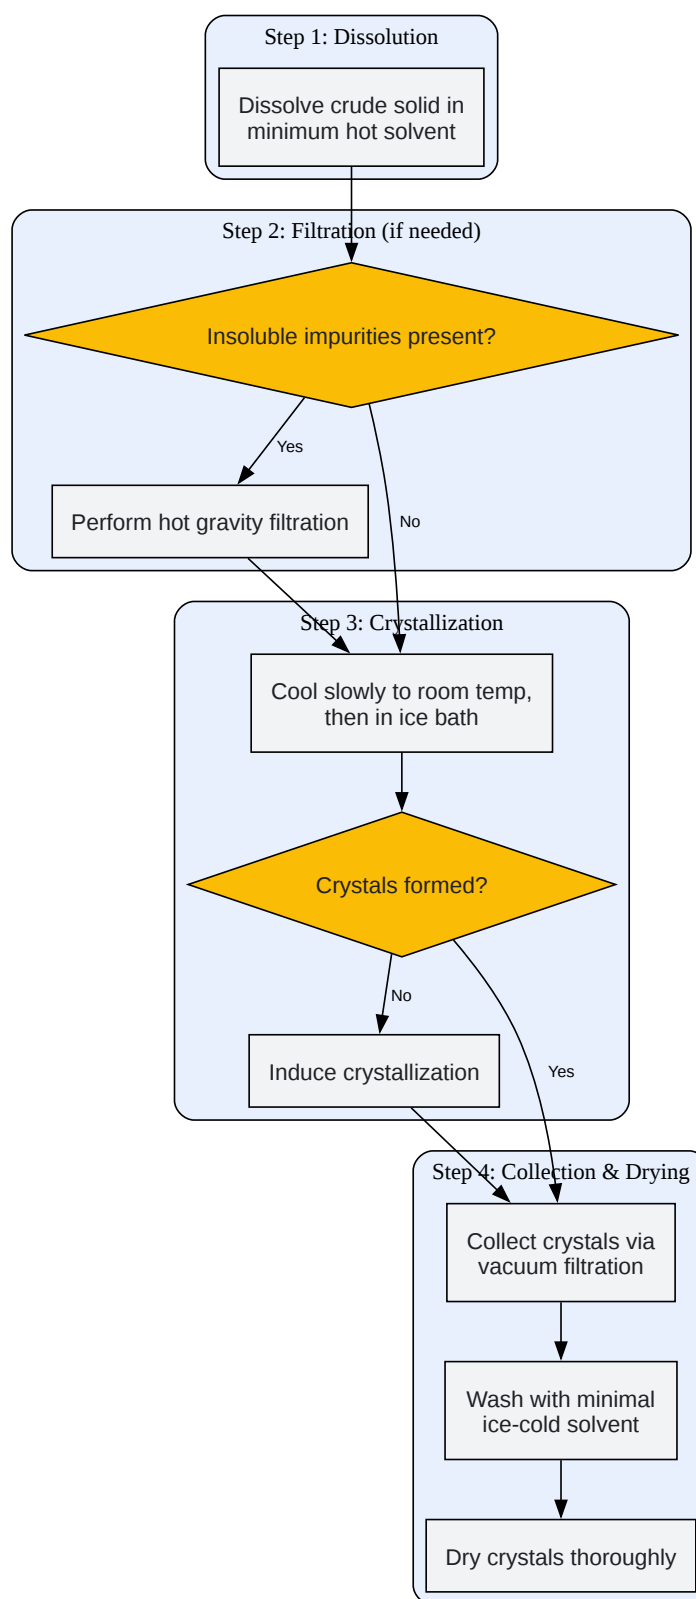 Step 1: Dissolution
Dissolve crude solid in
minimum hot solvent
Step 2: Filtration (if needed)
Insoluble impurities present?
Yes
No
Perform hot gravity filtration
Step 3: Crystallization
Cool slowly to room temp,
then in ice bath
Crystals formed?
No
Yes
Induce crystallization
Step 4: Collection & Drying
Collect crystals via
vacuum filtration
Wash with minimal
ice-cold solvent
Dry crystals thoroughly